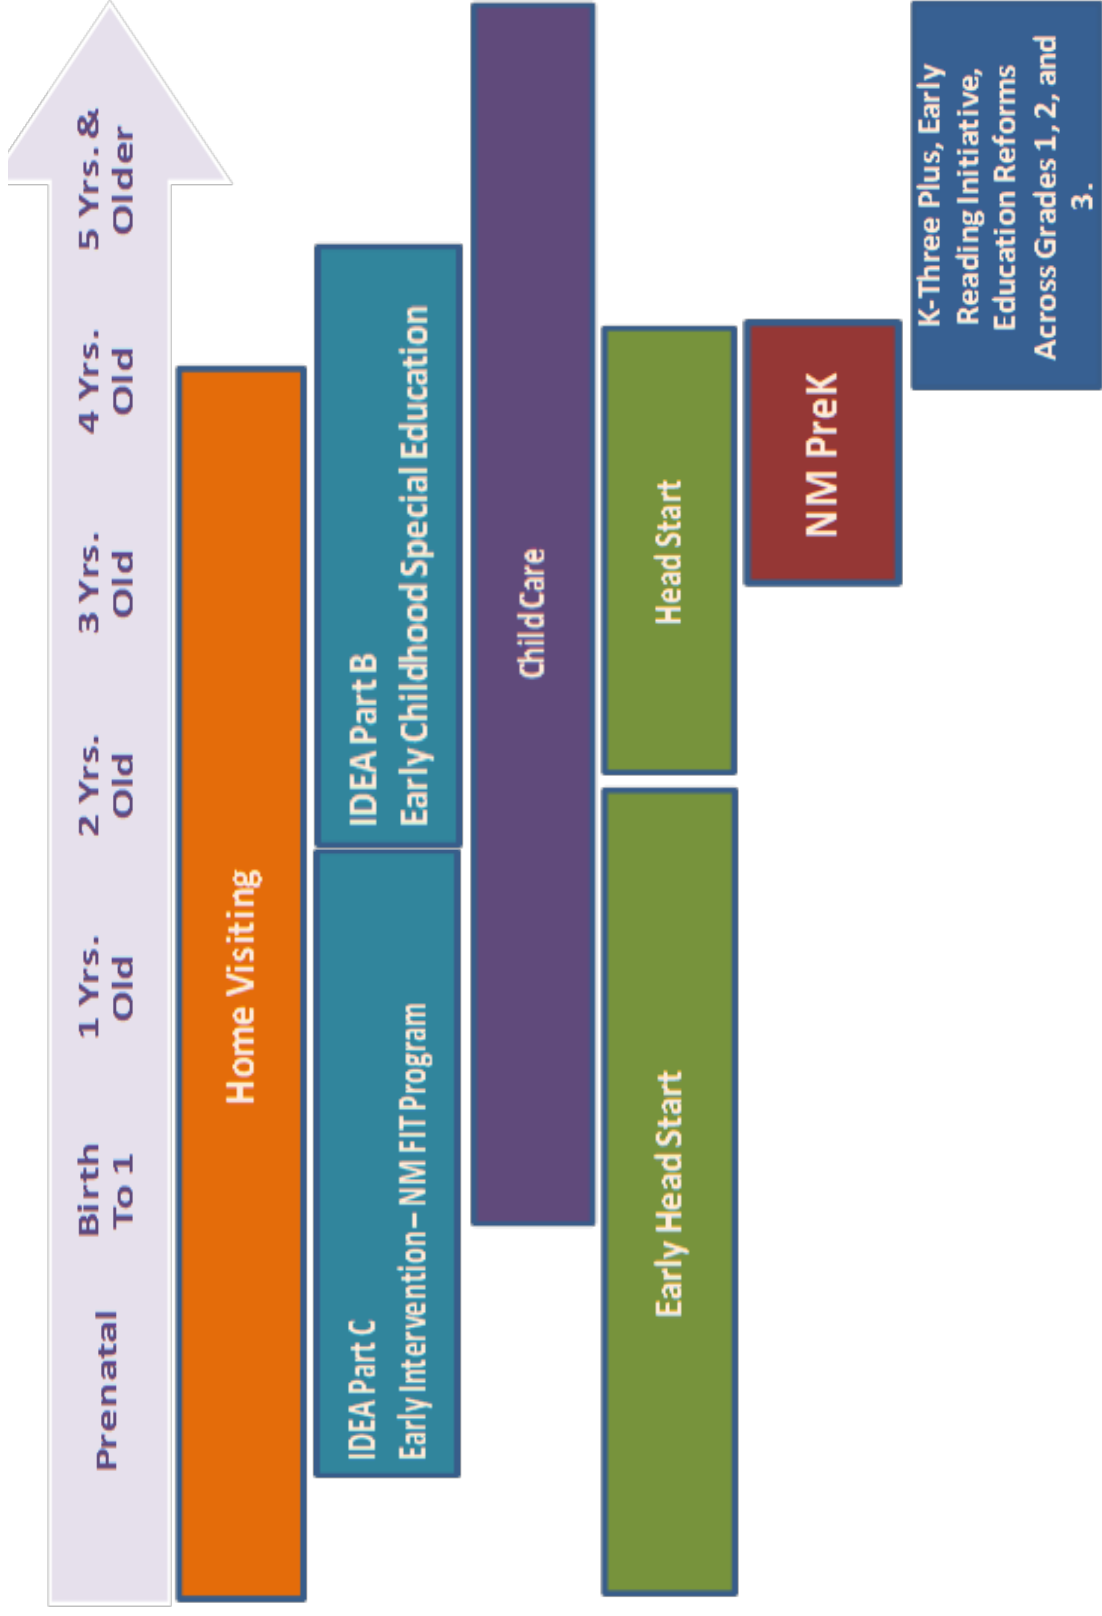 Prenatal
Birth
To 1
1 Yrs.
Old
2 Yrs.
Old
3 Yrs.
Old
4 Yrs.
Old
5 Yrs. &
Older
Home Visiting
IDEA Part C
Early Intervention – NM FIT Program
IDEA Part B
Early Childhood Special Education
Child Care
Early Head Start
Head Start
NM PreK
K-Three Plus, Early
Reading Initiative,
Education Reforms
Across Grades 1, 2, and
3.